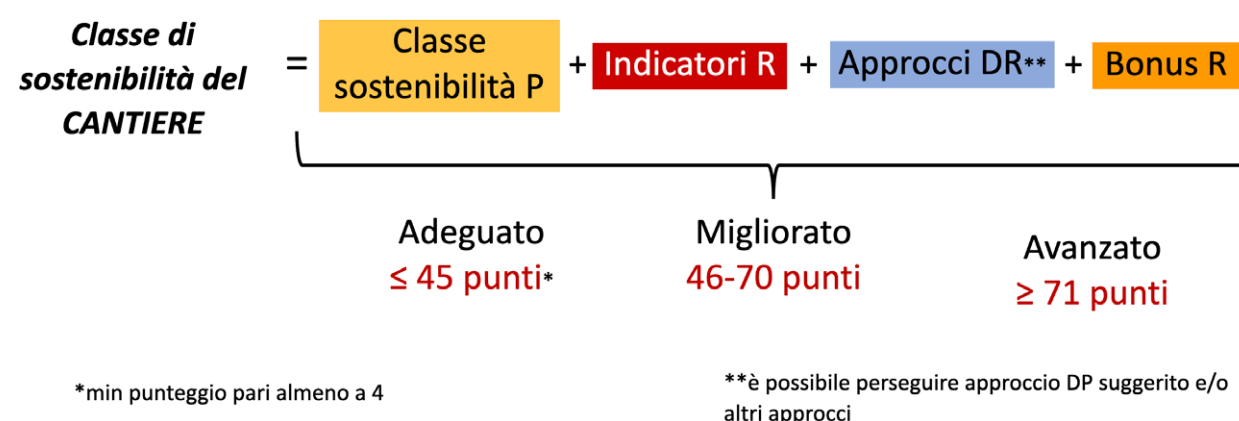 Classe di
sostenibilità del
CANTIERE
=
Classe
sostenibilità P
+ Indicatori R + Approcci DR** + Bonus R
Adeguato
≤ 45 punti*
Migliorato
46-70 punti
Avanzato
≥ 71 punti
*min punteggio pari almeno a 4
**è possibile perseguire approccio DP suggerito e/o
altri approcci